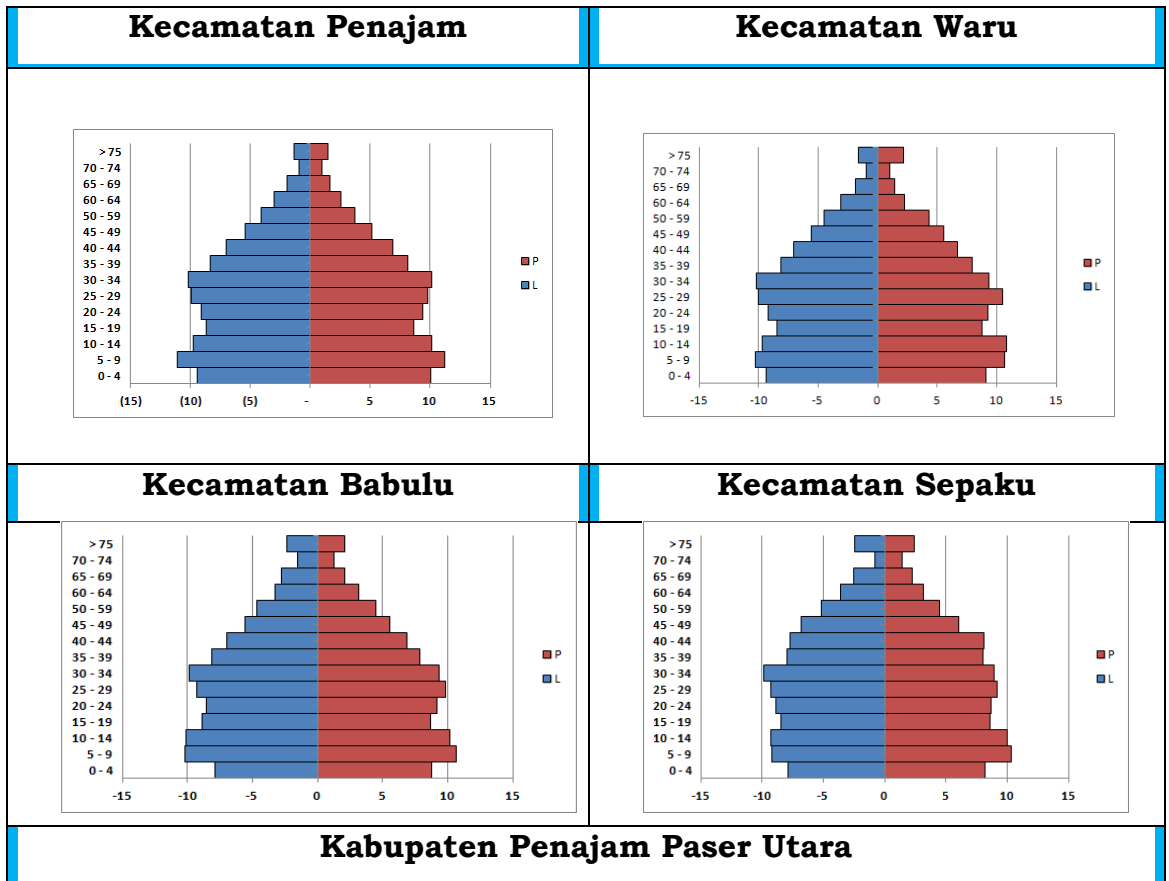 Kecamatan Penajam
Kecamatan Waru
> 75
70 - 74
65 - 69
60 - 64
50 - 59
45 - 49
40 - 44
35 - 39
30 - 34
25 - 29
20 - 24
15 - 19
10 - 14
5 - 9
0 - 4
(15) (10) (5) - 5 10 15
P
L
> 75
70 - 74
65 - 69
60 - 64
50 - 59
45 - 49
40 - 44
35 - 39
30 - 34
25 - 29
20 - 24
15 - 19
10 - 14
5 - 9
0 - 4
-15 -10 -5 0 5 10 15
P
L
Kecamatan Babulu
Kecamatan Sepaku
> 75
70 - 74
65 - 69
60 - 64
50 - 59
45 - 49
40 - 44
35 - 39
30 - 34
25 - 29
20 - 24
15 - 19
10 - 14
5 - 9
0 - 4
-15 -10 -5 0 5 10 15
P
L
> 75
70 - 74
65 - 69
60 - 64
50 - 59
45 - 49
40 - 44
35 - 39
30 - 34
25 - 29
20 - 24
15 - 19
10 - 14
5 - 9
0 - 4
-15 -10 -5 0 5 10 15
P
L
Kabupaten Penajam Paser Utara